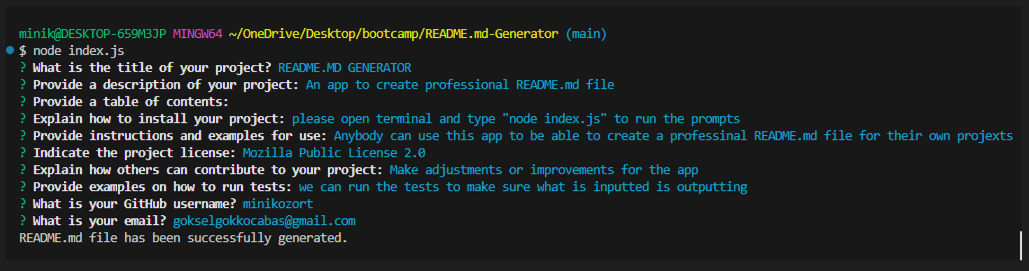 minik@DESKTOP-659M3JP MINGW64 ~/OneDrive/Desktop/bootcamp/README.md-Generator (main)
$ node index.js
? What is the title of your project? README.MD GENERATOR
? Provide a description of your project: An app to create professional README.md file
? Provide a table of contents:
? Explain how to install your project: please open terminal and type "node index.js" to run the prompts
? Provide instructions and examples for use: Anybody can use this app to be able to create a professinal README.md file for their own projexts
? Indicate the project license: Mozilla Public License 2.0
? Explain how others can contribute to your project: Make adjustments or improvements for the app
? Provide examples on how to run tests: we can run the tests to make sure what is inputted is outputting
? What is your GitHub username? minikozort
? What is your email? gokselgokkocabas@gmail.com
README.md file has been successfully generated.